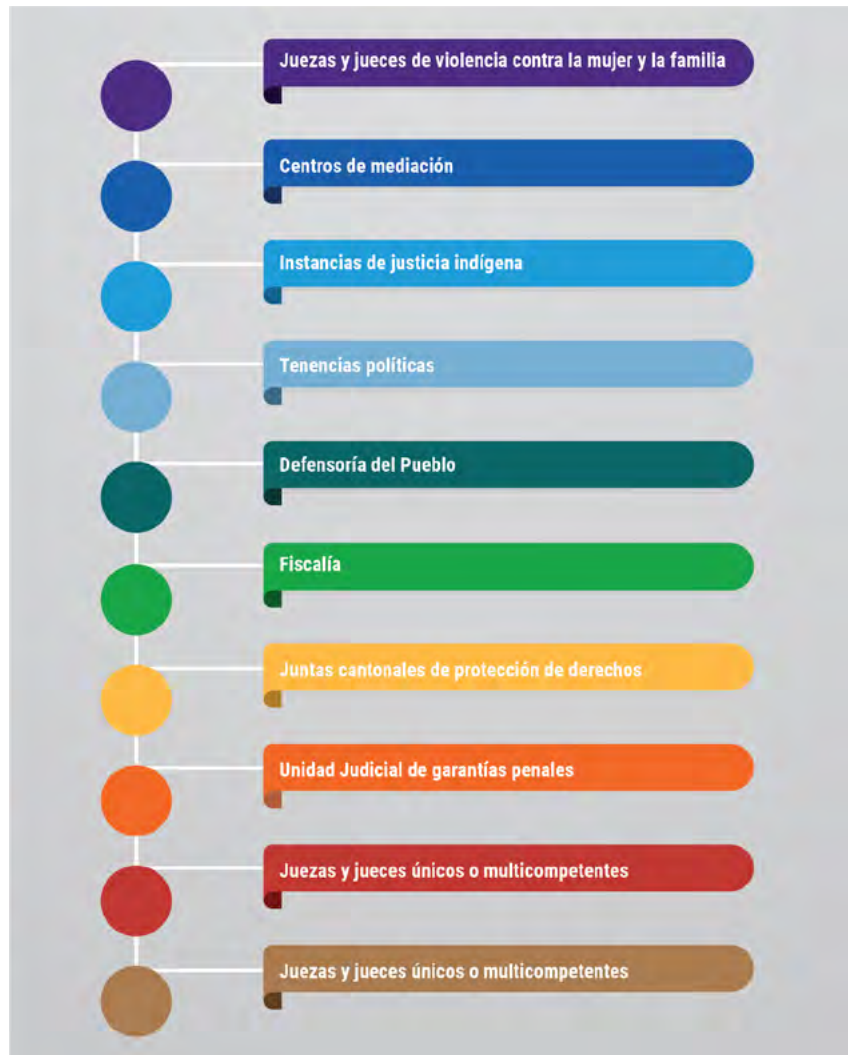 Juezas y jueces de violencia contra la mujer y la familia
Centros de mediación
Instancias de justicia indígena
Tenencias políticas
Defensoría del Pueblo
Fiscalía
Juntas cantonales de protección de derechos
Unidad Judicial de garantías penales
Juezas y jueces únicos o multicompetentes
Juezas y jueces únicos o multicompetentes